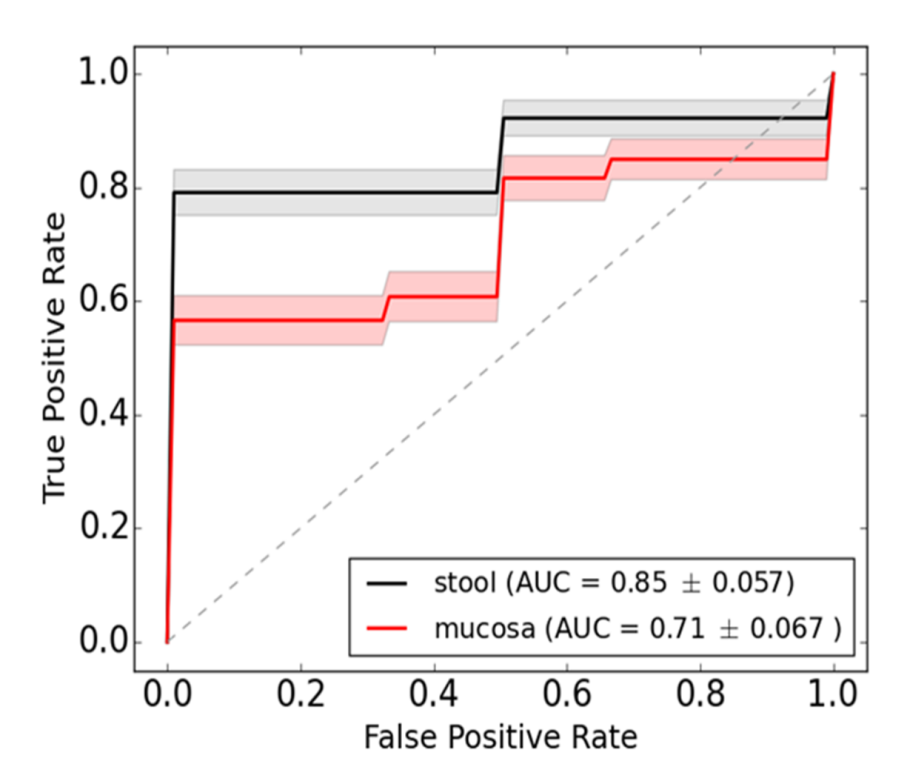 1.0
0.8
0.6
0.4
0.2
0.0
True Positive Rate
stool (AUC = 0.85 ± 0.057)
mucosa (AUC = 0.71 ± 0.067 )
0.0 0.2 0.4 0.6 0.8 1.0
False Positive Rate